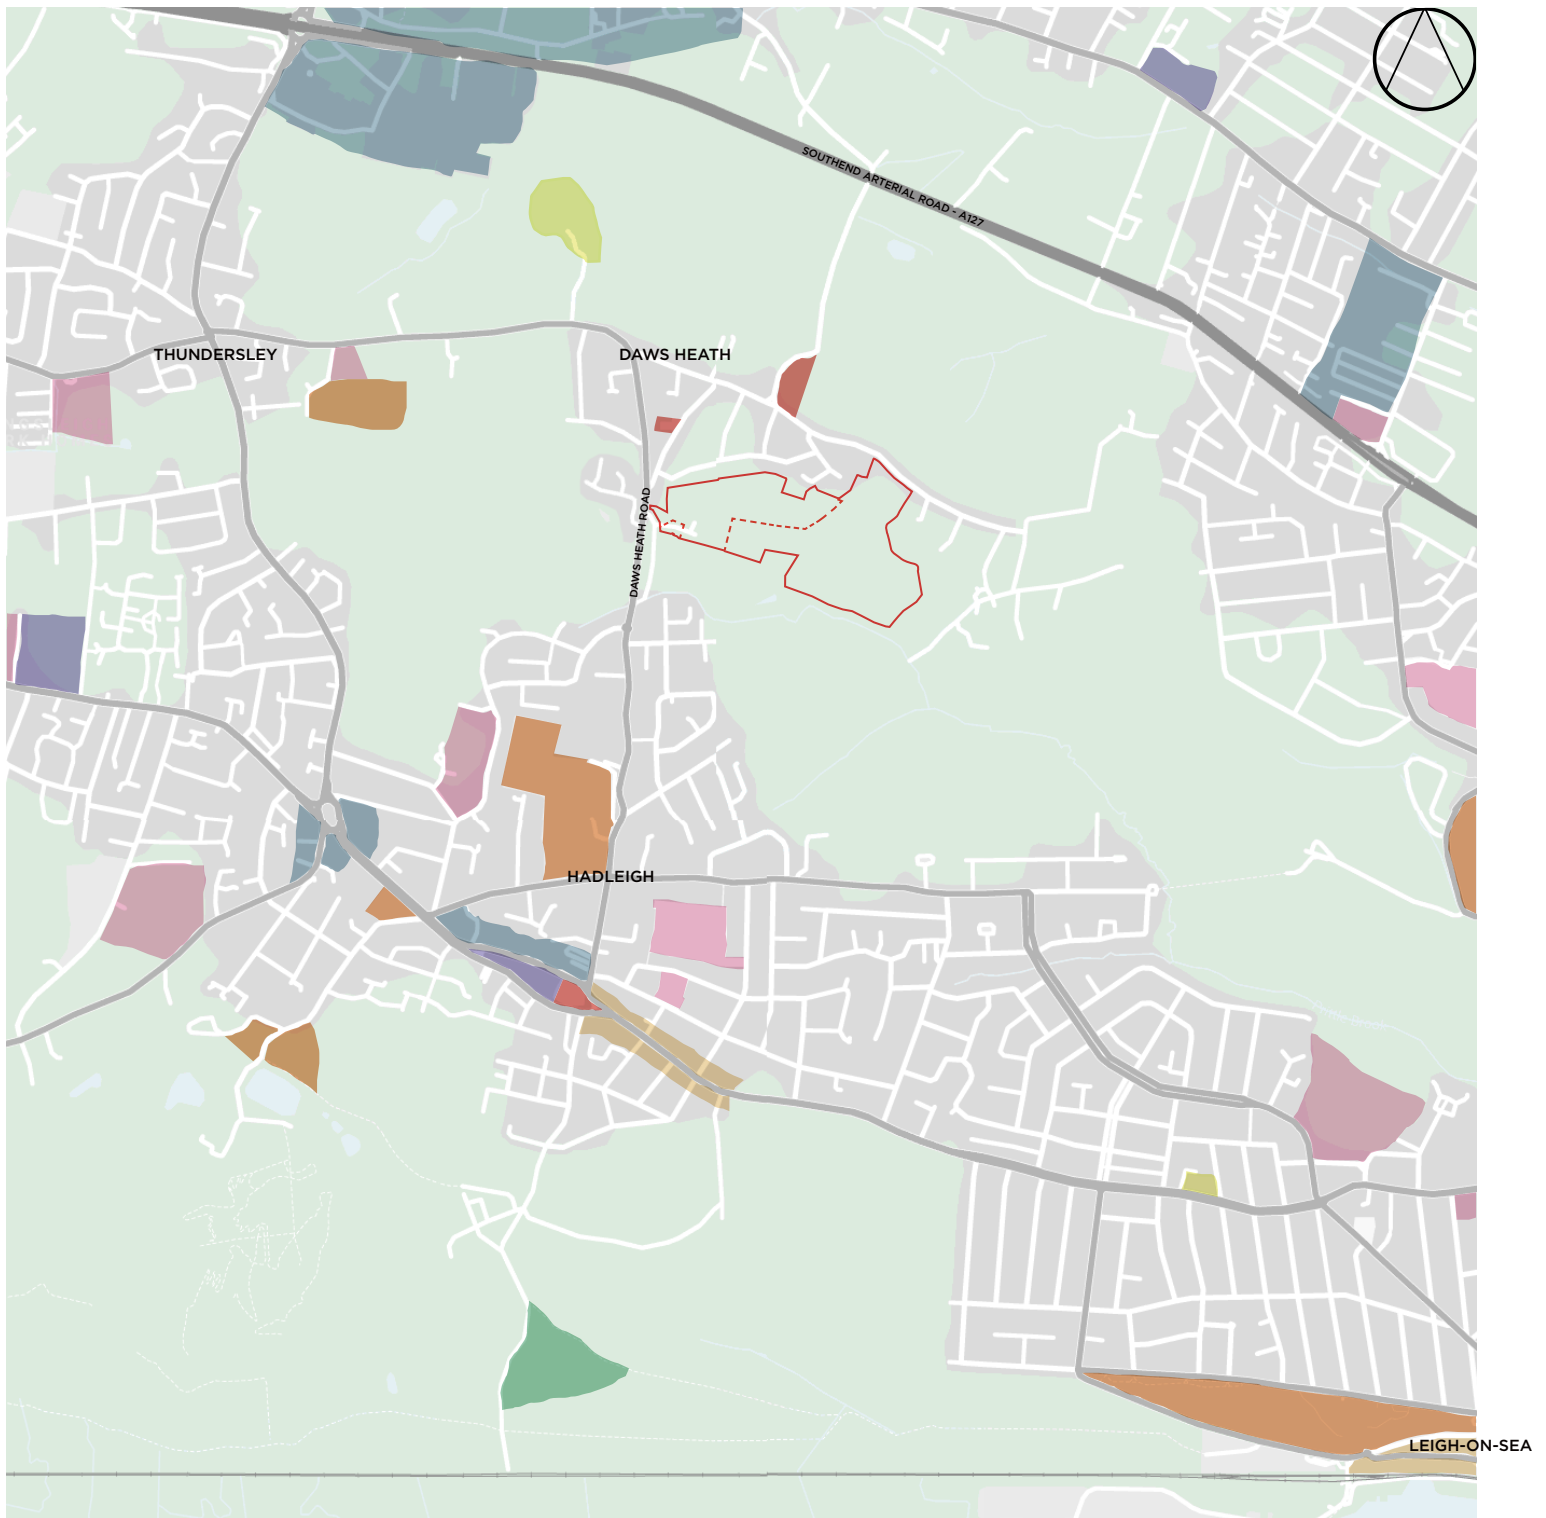 SOUTHEND ARTERIAL ROAD - A127
THUNDERSLEY
DAWS HEATH
DAWS HEATH ROAD
HADLEIGH
LEIGH-ON-SEA